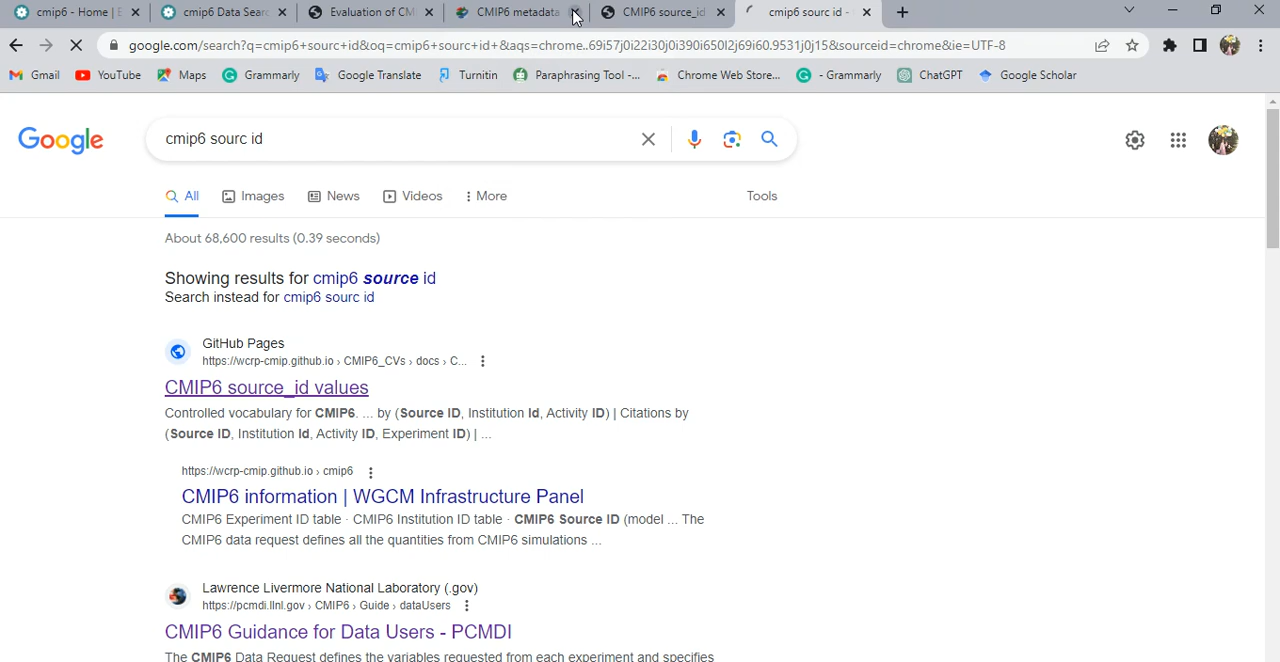 cmip6 - Home | E
cmip6 Data Searc
Evaluation of CMI
CMIP6 metadata
CMIP6 source_id
cmip6 sourc id -
google.com/search?q=cmip6+sourc+id&oq=cmip6+sourc+id+&aqs=chrome..69i57j0i22i30j0i390i650l2j69i60.9531j0j15&sourceid=chrome&ie=UTF-8
Gmail
YouTube
Maps
Grammarly
Google Translate
Turnitin
Paraphrasing Tool -...
Chrome Web Store...
- Grammarly
ChatGPT
Google Scholar
Google
cmip6 sourc id
All
Images
News
Videos
More
Tools
About 68,600 results (0.39 seconds)
Showing results for cmip6 source id
Search instead for cmip6 sourc id
GitHub Pages
https://wcrp-cmip.github.io › CMIP6_CVs › docs › C...
CMIP6 source_id values
Controlled vocabulary for CMIP6. ... by (Source ID, Institution Id, Activity ID) | Citations by
(Source ID, Institution Id, Activity ID, Experiment ID) | ...
https://wcrp-cmip.github.io › cmip6
CMIP6 information | WGCM Infrastructure Panel
CMIP6 Experiment ID table · CMIP6 Institution ID table · CMIP6 Source ID (model ... The
CMIP6 data request defines all the quantities from CMIP6 simulations ...
Lawrence Livermore National Laboratory (.gov)
https://pcmdi.llnl.gov › CMIP6 › Guide › dataUsers
CMIP6 Guidance for Data Users - PCMDI
The CMIP6 Data Request defines the variables requested from each experiment and specifies